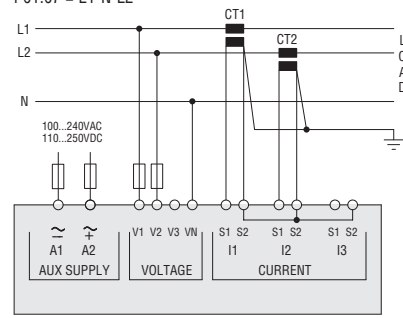 P01.07 = L1-N-L2
CT1
L1
CT2
L2
L
O
A
D
N
100...240VAC
110...250VDC
V1 V2 V3 VN S1 S2 S1 S2 S1 S2
A1 A2 I1 I2 I3
AUX SUPPLY VOLTAGE CURRENT